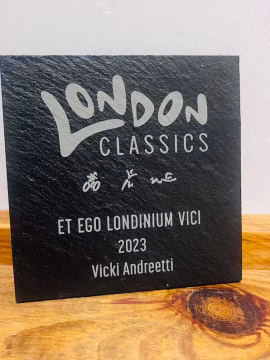 LONDON
CLASSICS
ET EGO LONDINIUM VICI
2023
Vicki Andreetti